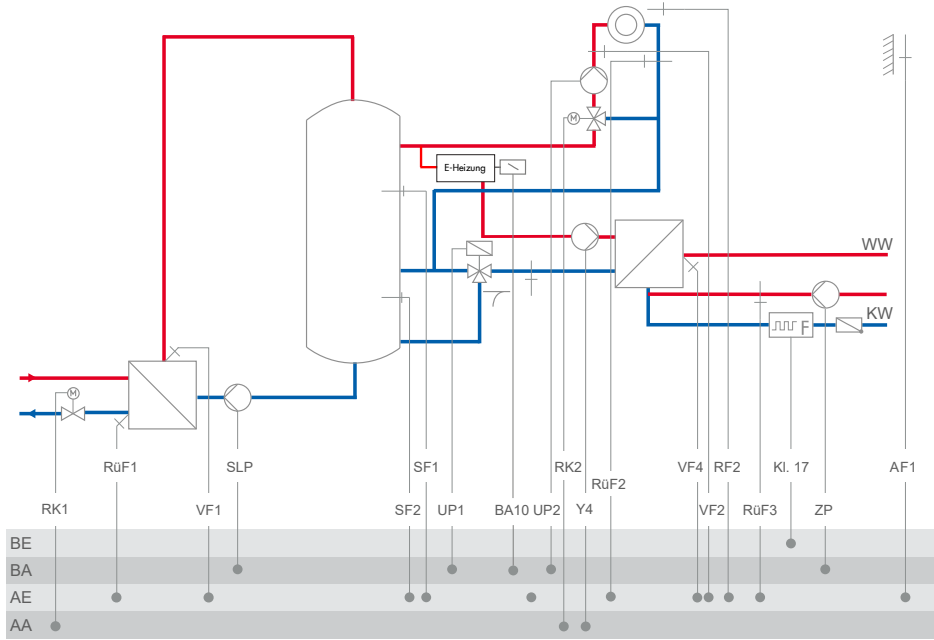 M
E-Heizung
WW
F
KW
M
RüF1
SLP
SF1
RK2
RüF2
VF4
RF2
Kl. 17
AF1
RK1
VF1
SF2
UP1
BA10
UP2
Y4
VF2
RüF3
ZP
BE
BA
AE
AA